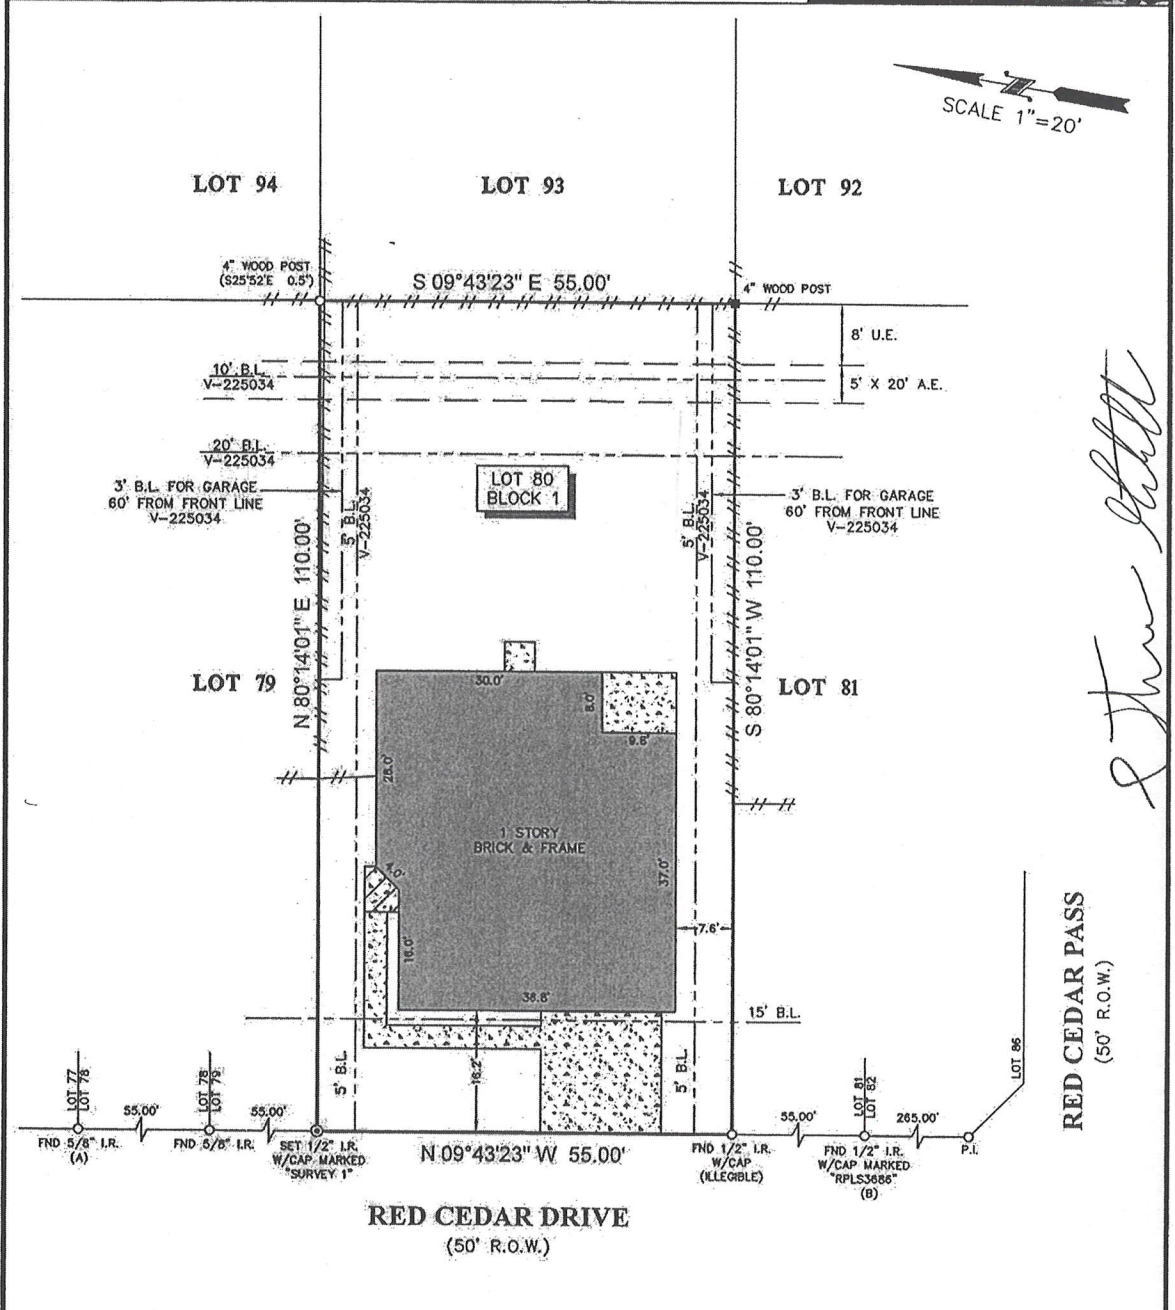 SCALE 1"=20'
LOT 94
LOT 93
LOT 92
4" WOOD POST
(S25°52'E 0.5')
S 09°43'23" E 55.00'
4" WOOD POST
8' U.E.
10' B.L.
V-225034
5' X 20' A.E.
20' B.L.
V-225034
LOT 80
BLOCK 1
3' B.L. FOR GARAGE
60' FROM FRONT LINE
V-225034
5' B.L.
V-225034
5' B.L.
V-225034
3' B.L. FOR GARAGE
60' FROM FRONT LINE
V-225034
N 80°14'01" E 110.00'
S 80°14'01" W 110.00'
LOT 79
LOT 81
30.0'
8.0'
9.8'
28.0'
1 STORY
BRICK & FRAME
4.0'
37.0'
16.0'
7.6'
36.8'
15' B.L.
16.2'
5' B.L.
5' B.L.
LOT 77
LOT 78
LOT 78
LOT 79
LOT 81
LOT 82
LOT 86
RED CEDAR PASS
(50' R.O.W.)
55.00'
55.00'
55.00'
265.00'
FND 5/8" I.R.
(A)
FND 5/8" I.R.
SET 1/2" I.R.
W/CAP MARKED
"SURVEY 1"
N 09°43'23" W 55.00'
FND 1/2" I.R.
W/CAP
(ILLEGIBLE)
FND 1/2" I.R.
W/CAP MARKED
"RPLS3686"
(B)
P.I.
RED CEDAR DRIVE
(50' R.O.W.)